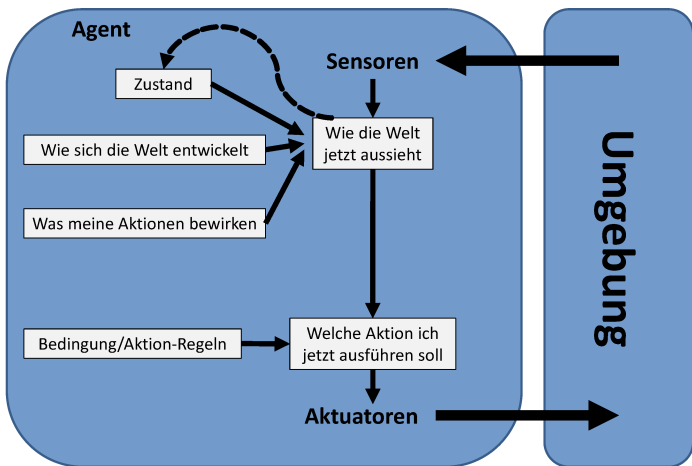 Agent
Sensoren
Zustand
Wie die Welt
jetzt aussieht
Wie sich die Welt entwickelt
Was meine Aktionen bewirken
Bedingung/Aktion-Regeln
Welche Aktion ich
jetzt ausführen soll
Aktuatoren
Umgebung